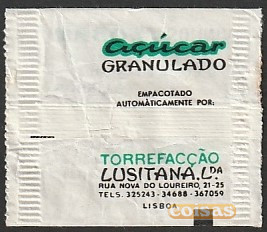 açúcar
GRANULADO
EMPACOTADO
AUTOMÀTICAMENTE POR:
TORREFACÇÃO
LUSITANA, L.DA
RUA NOVA DO LOUREIRO, 21-25
TELS. 325243 - 34688 - 367059
LISBOA
coisas